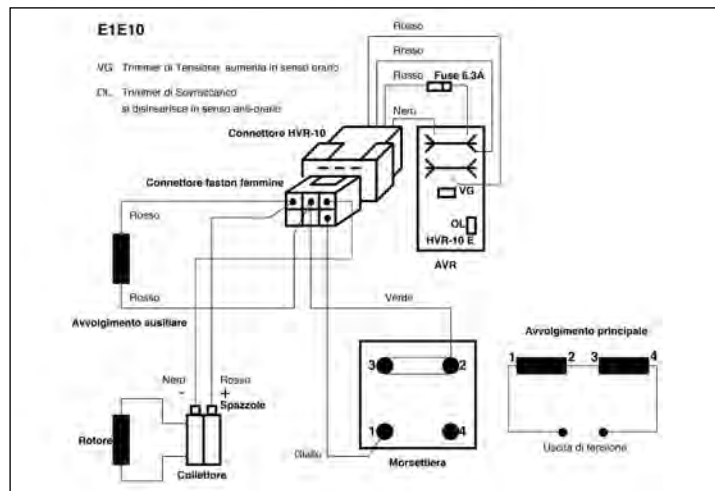 E1E10
VG Trimmer di Tensione aumenta in senso orario
OL Trimmer di Sovraccarico
si disinserisce in senso anti-orario
Rosso
Rosso
Rosso
Fuse 6.3A
Nero
Connettore HVR-10
Connettore faston femmine
VG
OL
HVR-10 E
AVR
Rosso
Rosso
Avvolgimento ausiliare
Verde
Avvolgimento principale
1 2 3 4
3 2
1 4
Nero
-
Rosso
+
Spazzole
Rotore
Collettore
Giallo
Morsettiera
Uscita di tensione